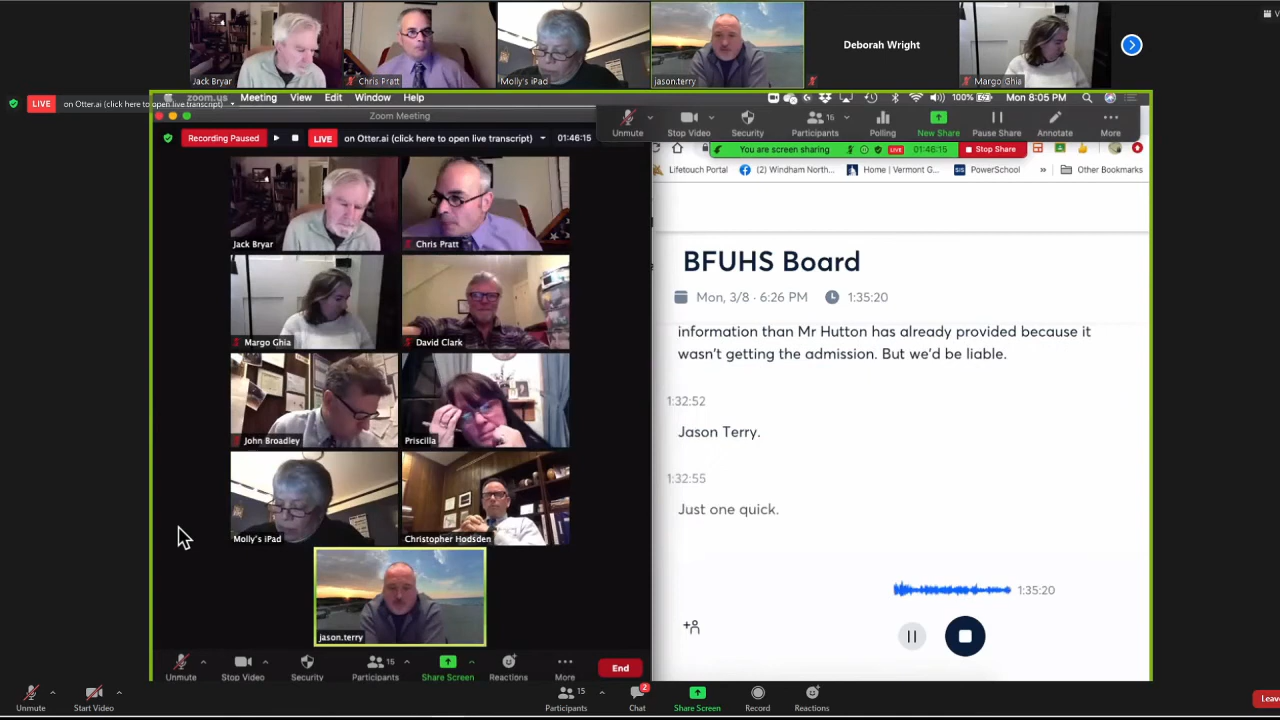 Jack Bryar
Chris Pratt
Molly's iPad
jason.terry
Deborah Wright
Margo Ghia
LIVE on Otter.ai (click here to open live transcript)
zoom.us Meeting View Edit Window Help
100% Mon 8:05 PM
Zoom Meeting
Recording Paused LIVE on Otter.ai (click here to open live transcript) 01:46:15
Unmute Stop Video Security Participants 16 Polling New Share Pause Share Annotate More
You are screen sharing LIVE 01:46:15 Stop Share
Lifetouch Portal (2) Windham North... Home | Vermont G... SIS PowerSchool » Other Bookmarks
Jack Bryar
Chris Pratt
Margo Ghia
David Clark
John Broadley
Priscilla
Molly's iPad
Christopher Hodsden
jason.terry
BFUHS Board
Mon, 3/8 · 6:26 PM 1:35:20
information than Mr Hutton has already provided because it
wasn't getting the admission. But we'd be liable.
1:32:52
Jason Terry.
1:32:55
Just one quick.
1:35:20
Unmute Stop Video Security Participants 15 Share Screen Reactions More End
Unmute Start Video Participants 15 Chat 2 Share Screen Record Reactions Leav